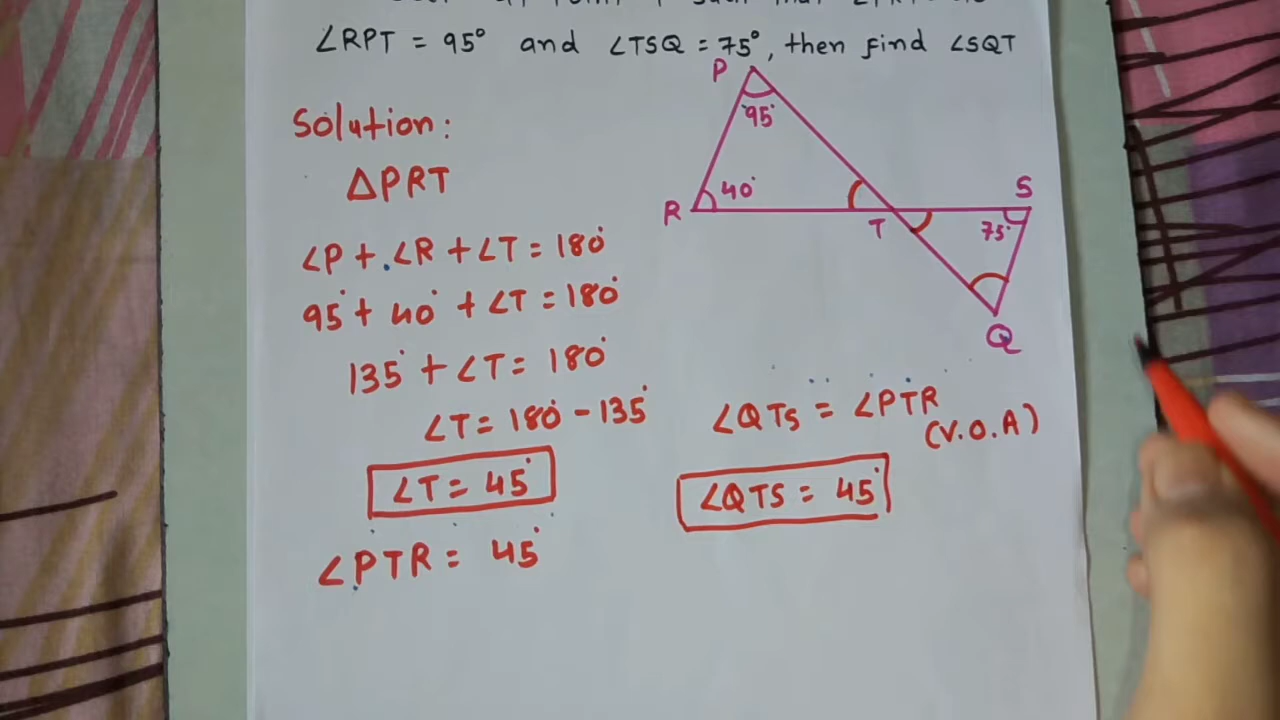 ∠RPT = 95° and ∠TSQ = 75°, then find ∠SQT
P
95°
Solution:
△PRT
40°
S
R
T
75°
∠P + ∠R + ∠T = 180°
95° + 40° + ∠T = 180°
Q
135° + ∠T = 180°
∠T = 180° - 135°
∠QTS = ∠PTR
(V.O.A)
∠T = 45°
∠QTS = 45°
∠PTR = 45°